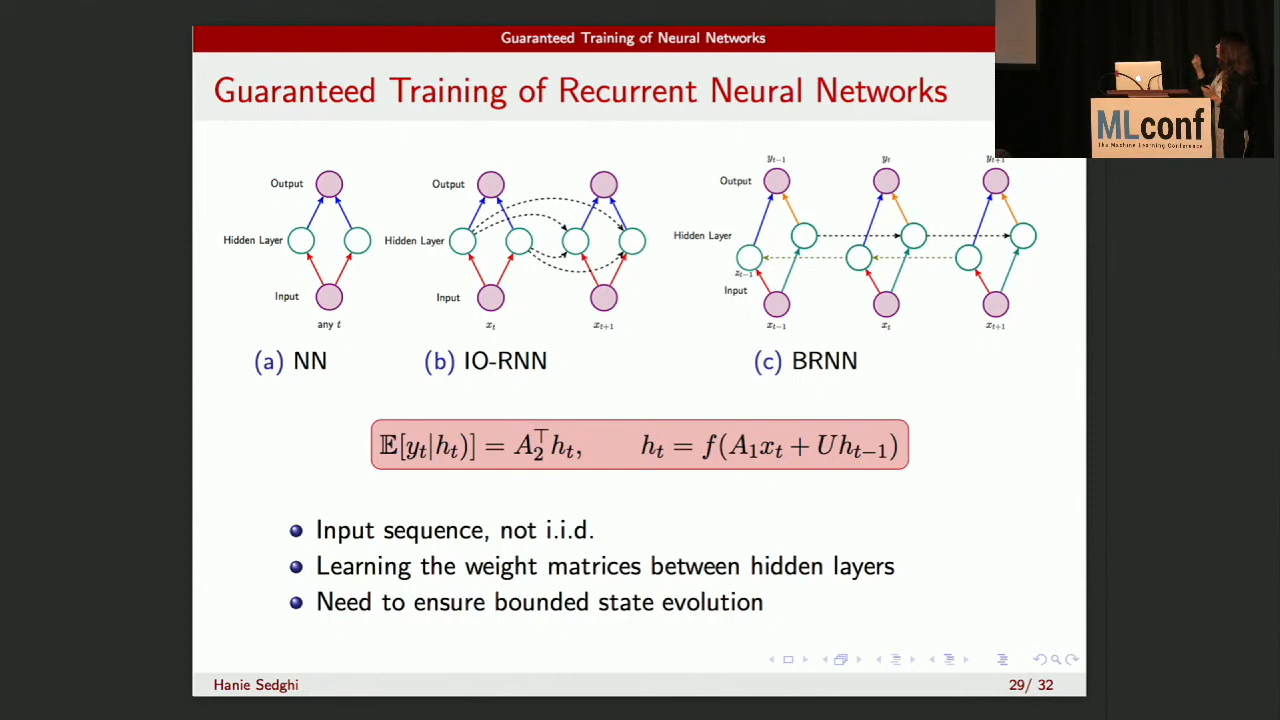 Guaranteed Training of Neural Networks
Guaranteed Training of Recurrent Neural Networks
MLconf
The Machine Learning Conference
Output
Hidden Layer
Input
any t
(a) NN
Output
Hidden Layer
Input
x_t
x_{t+1}
(b) IO-RNN
y_{t-1}
y_t
y_{t+1}
Output
Hidden Layer
z_{t-1}
Input
x_{t-1}
x_t
x_{t+1}
(c) BRNN
𝔼[y_t|h_t)] = A_2^⊤ h_t,    h_t = f(A_1 x_t + U h_{t−1})
Input sequence, not i.i.d.
Learning the weight matrices between hidden layers
Need to ensure bounded state evolution
Hanie Sedghi
29/ 32